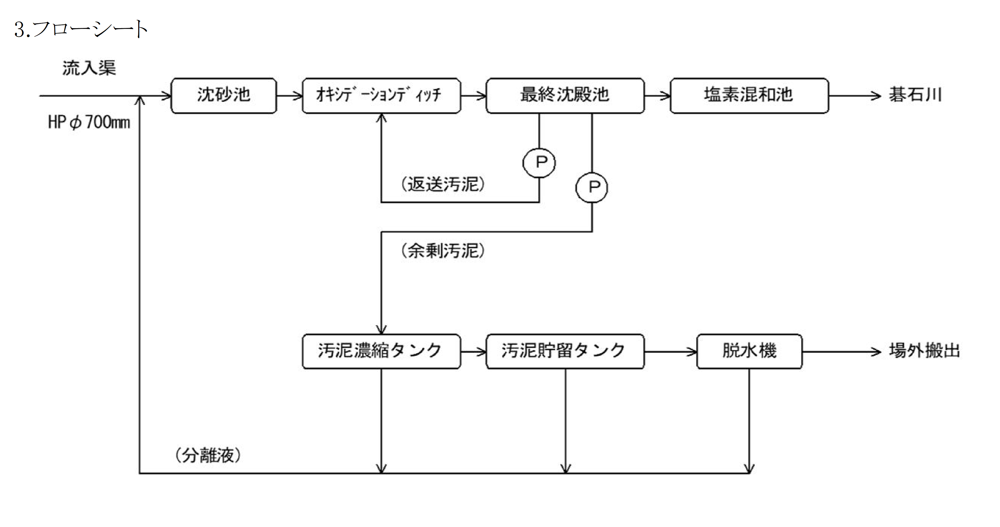 3.フローシート
流入渠
HPφ700mm
沈砂池
ｵｷｼﾃﾞｰｼｮﾝﾃﾞｨｯﾁ
最終沈殿池
塩素混和池
碁石川
P
P
(返送汚泥)
(余剰汚泥)
汚泥濃縮タンク
汚泥貯留タンク
脱水機
場外搬出
(分離液)